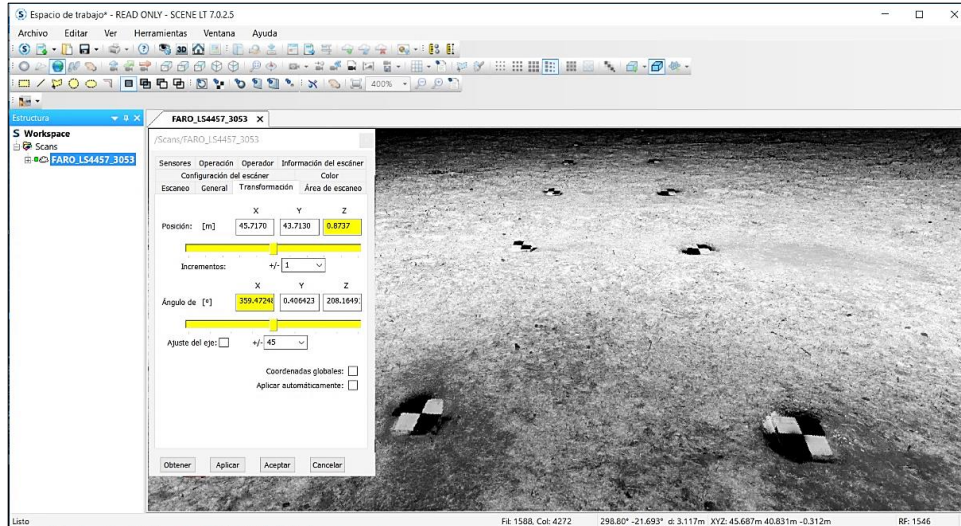 Espacio de trabajo* - READ ONLY - SCENE LT 7.0.2.5
Archivo Editar Ver Herramientas Ventana Ayuda
400%
Estructura
S Workspace
Scans
FARO_LS4457_3053
FARO_LS4457_3053 X
/Scans/FARO_LS4457_3053
Sensores Operación Operador Información del escáner
Configuración del escáner Color
Escaneo General Transformación Área de escaneo
X Y Z
Posición: [m] 45.7170 43.7130 0.8737
Incrementos: +/- 1
X Y Z
Ángulo de [°] 359.47248 0.406423 208.1649
Ajuste del eje: +/- 45
Coordenadas globales:
Aplicar automáticamente:
Obtener Aplicar Aceptar Cancelar
Listo Fil: 1588, Col: 4272 298.80° -21.693° d: 3.117m XYZ: 45.687m 40.831m -0.312m RF: 1546